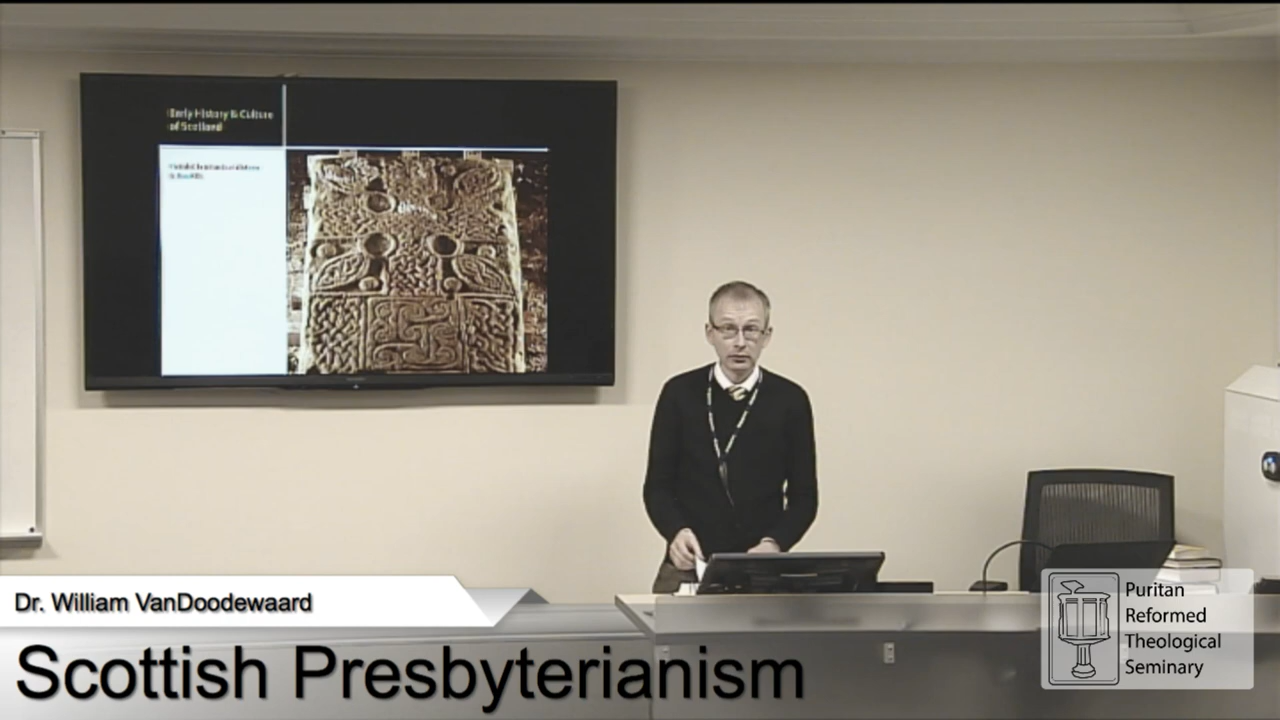 Early History & Culture
of Scotland
Dr. William VanDoodewaard
Scottish Presbyterianism
Puritan
Reformed
Theological
Seminary